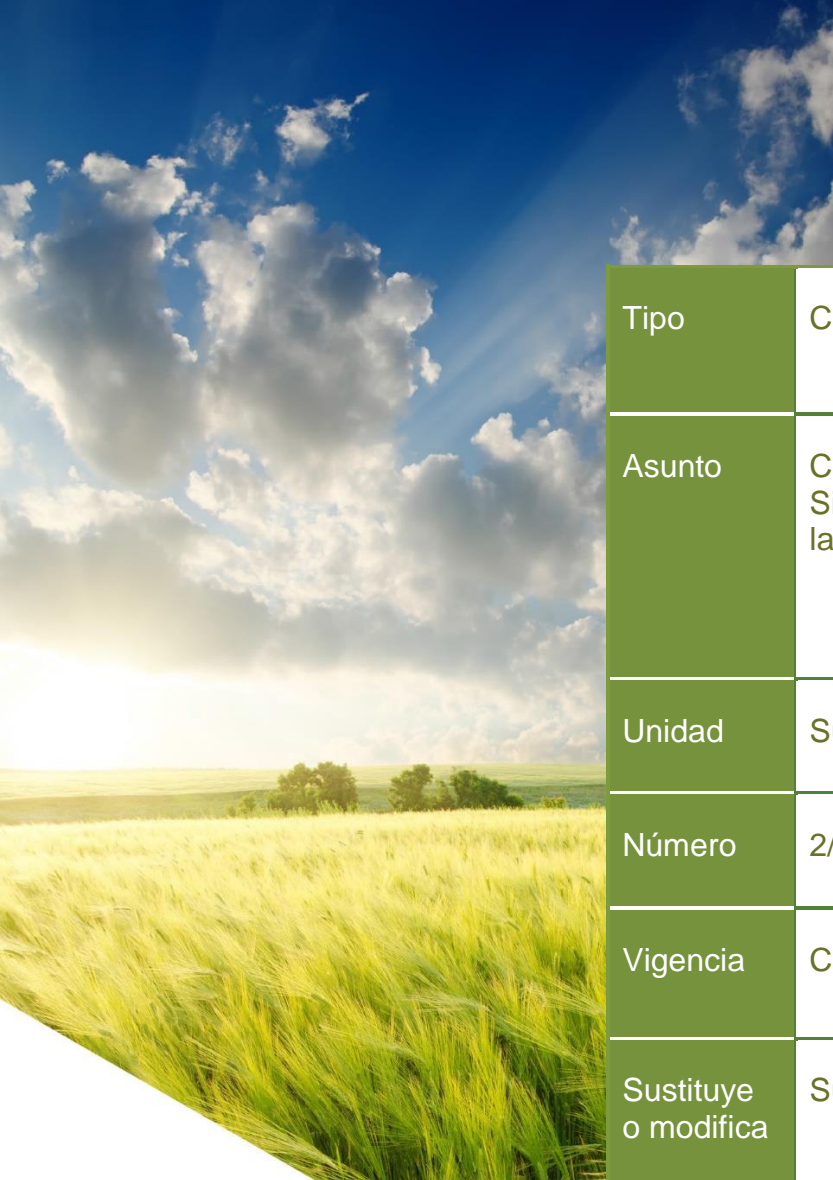 Tipo
C
Asunto
C
S
la
Unidad
S
Número
2/
Vigencia
C
Sustituye
o modifica
S